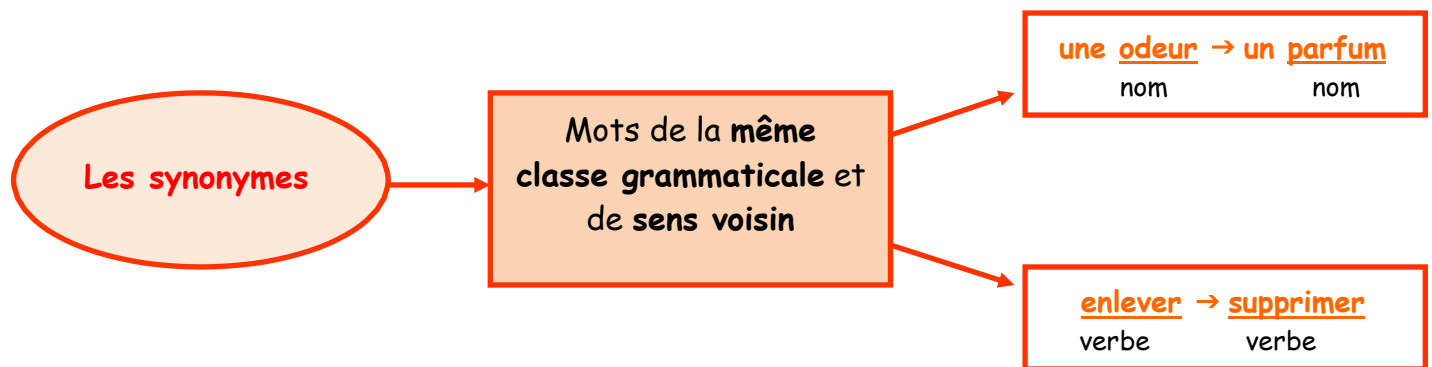 Les synonymes
Mots de la même
classe grammaticale et
de sens voisin
une odeur → un parfum
nom nom
enlever → supprimer
verbe verbe